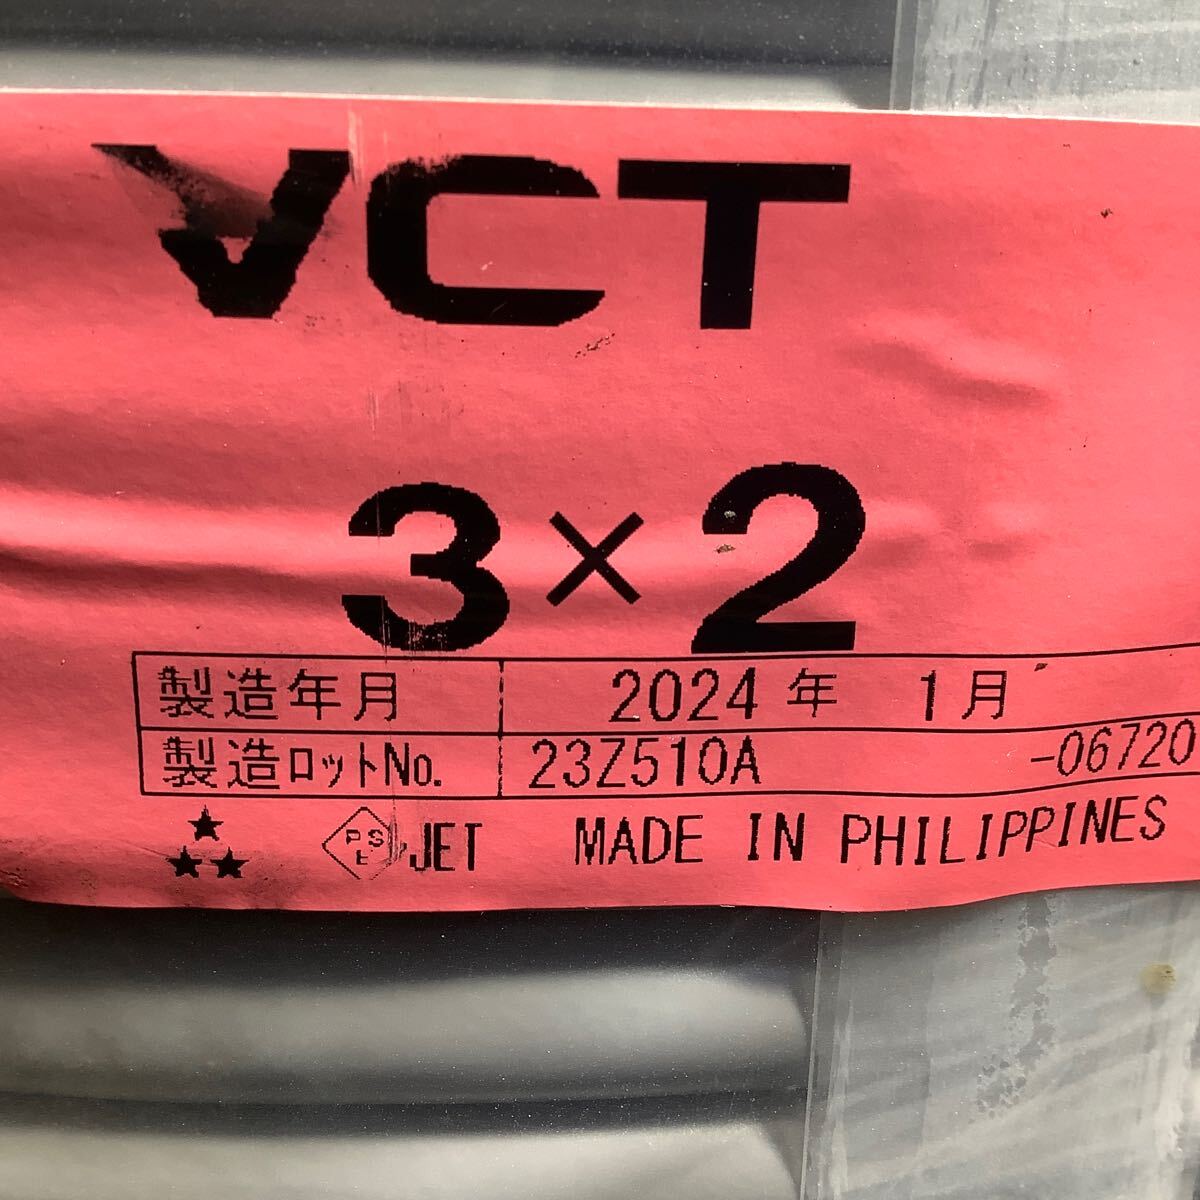 VCT
3×2
製造年月 2024年 1月
製造ロットNo. 23Z510A -06720
PS E JET MADE IN PHILIPPINES